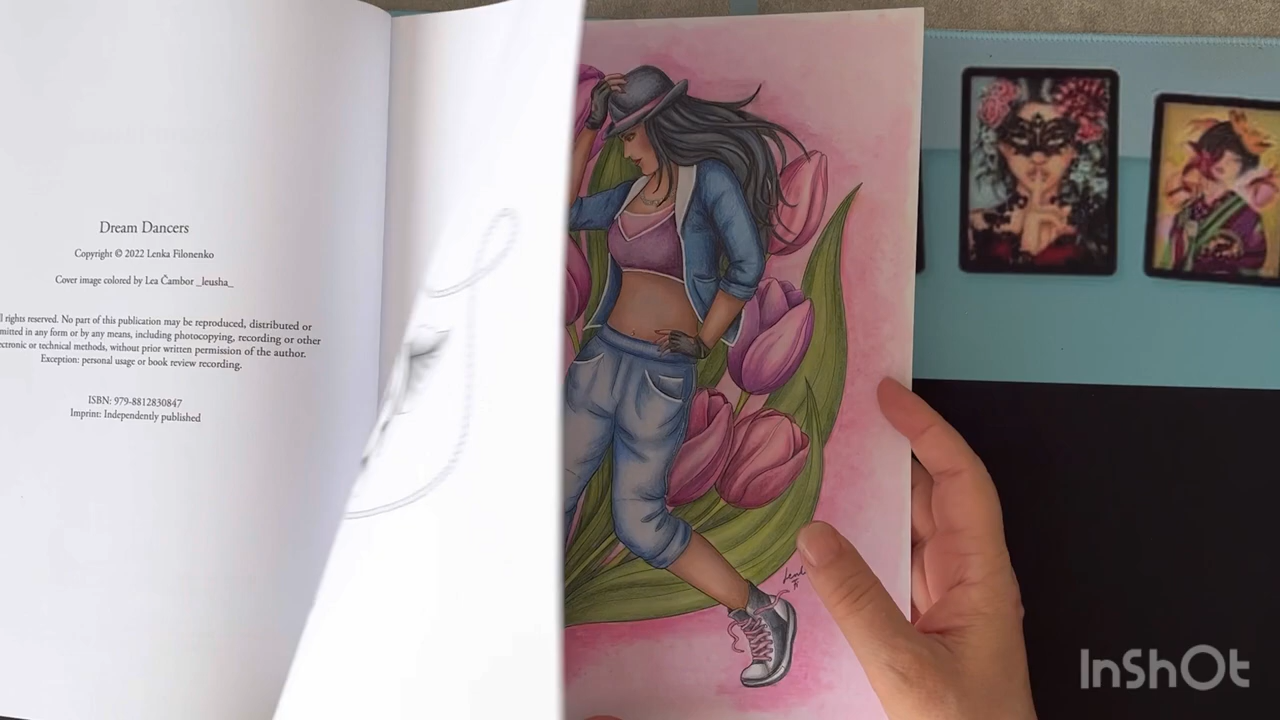 Dream Dancers
Copyright © 2022 Lenka Filonenko
Cover image colored by Lea Čambor _leusha_
rights reserved. No part of this publication may be reproduced, distributed or
in any form or by any means, including photocopying, recording or other
or technical methods, without prior written permission of the author.
Exception: personal usage or book review recording.
ISBN: 979-8812830847
Imprint: Independently published
InShOt